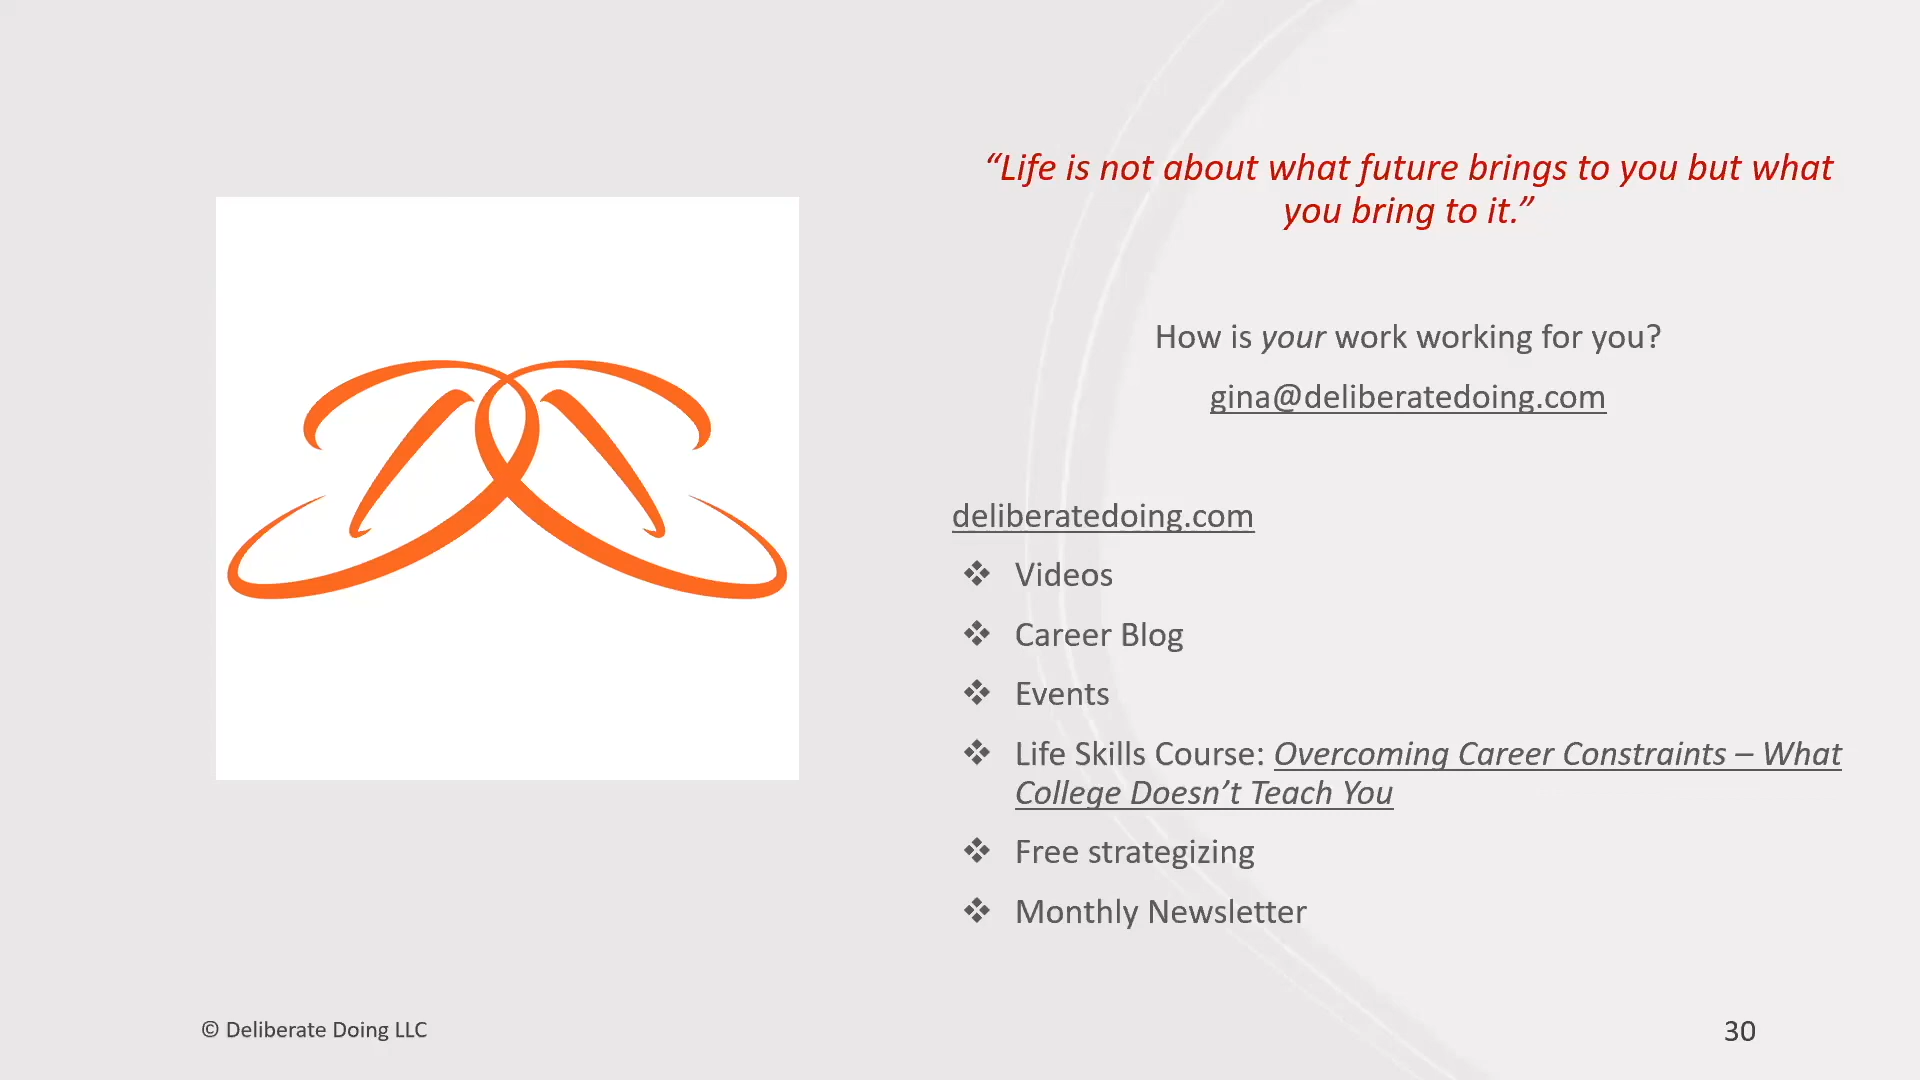 “Life is not about what future brings to you but what
you bring to it.”
How is your work working for you?
gina@deliberatedoing.com
deliberatedoing.com
❖ Videos
❖ Career Blog
❖ Events
❖ Life Skills Course: Overcoming Career Constraints – What
College Doesn’t Teach You
❖ Free strategizing
❖ Monthly Newsletter
© Deliberate Doing LLC
30